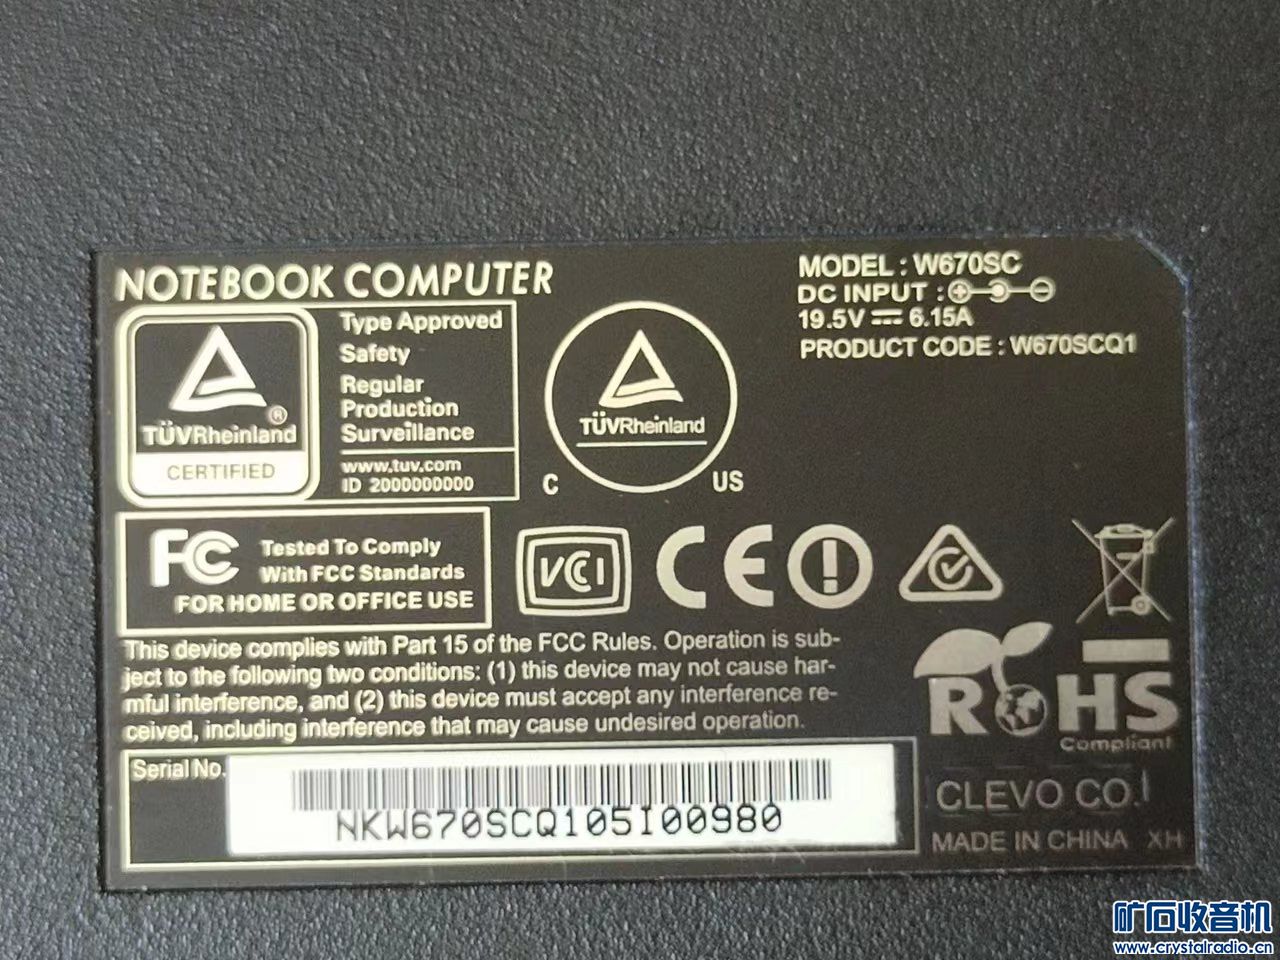 NOTEBOOK COMPUTER
MODEL : W670SC
DC INPUT :
19.5V 6.15A
PRODUCT CODE : W670SCQ1
TÜVRheinland®
CERTIFIED
Type Approved
Safety
Regular
Production
Surveillance
www.tuv.com
ID 2000000000
TÜVRheinland
C US
FC Tested To Comply
With FCC Standards
FOR HOME OR OFFICE USE
VCCI
CE
This device complies with Part 15 of the FCC Rules. Operation is sub-
ject to the following two conditions: (1) this device may not cause har-
mful interference, and (2) this device must accept any interference re-
ceived, including interference that may cause undesired operation.
ROHS
Compliant
Serial No.
NKW670SCQ105I00980
CLEVO CO.
MADE IN CHINA XH
矿石收音机
www.crystalradio.cn